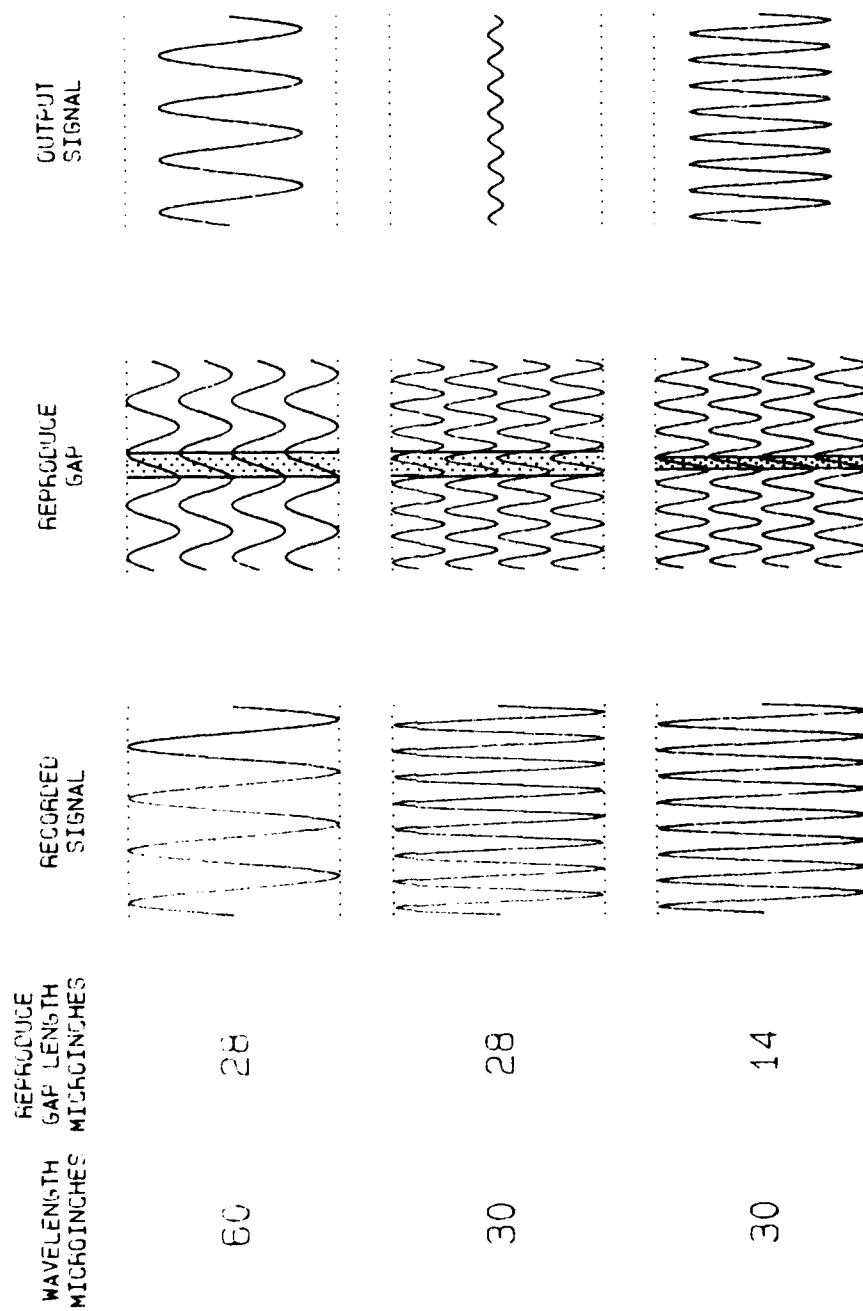 WAVELENGTH
MICROINCHES
REPRODUCE
GAP LENGTH
MICROINCHES
RECORDED
SIGNAL
REPRODUCE
GAP
OUTPUT
SIGNAL
60
28
30
28
30
14